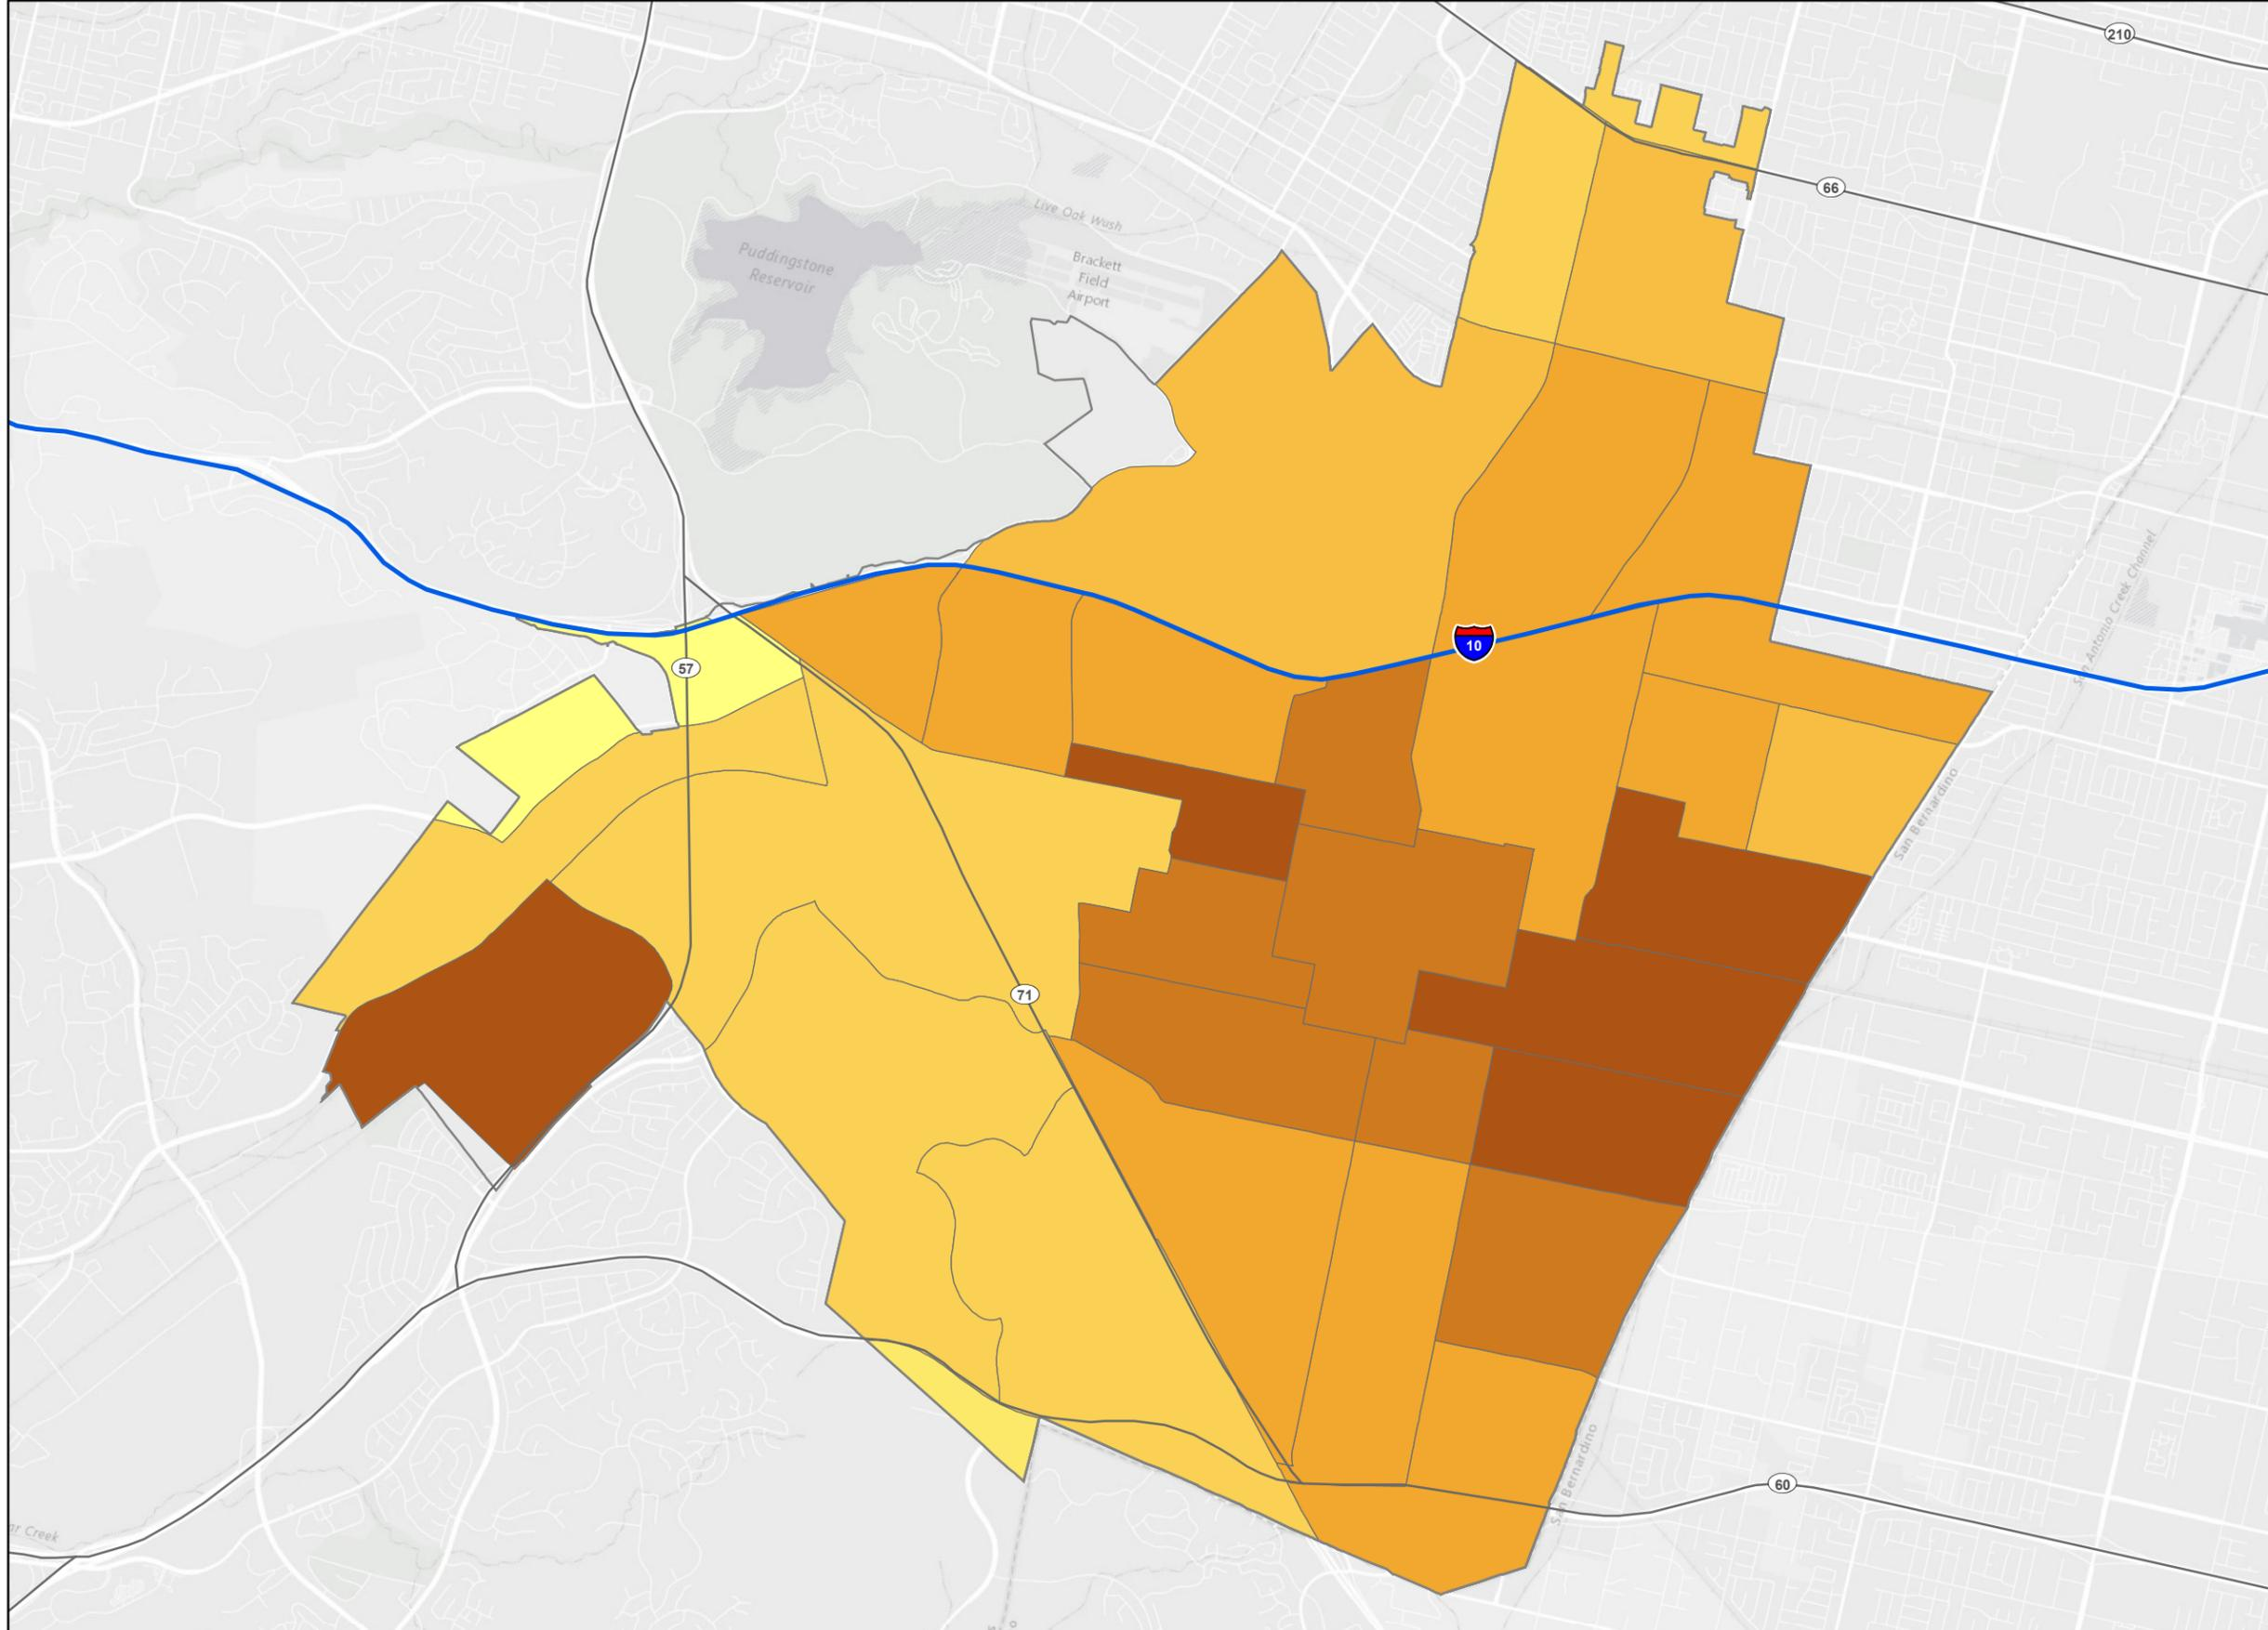 210
66
Live Oak Wash
Puddingstone
Reservoir
Brackett
Field
Airport
10
57
San Antonio Creek Channel
San Bernardino
71
San Bernardino
60
ar Creek